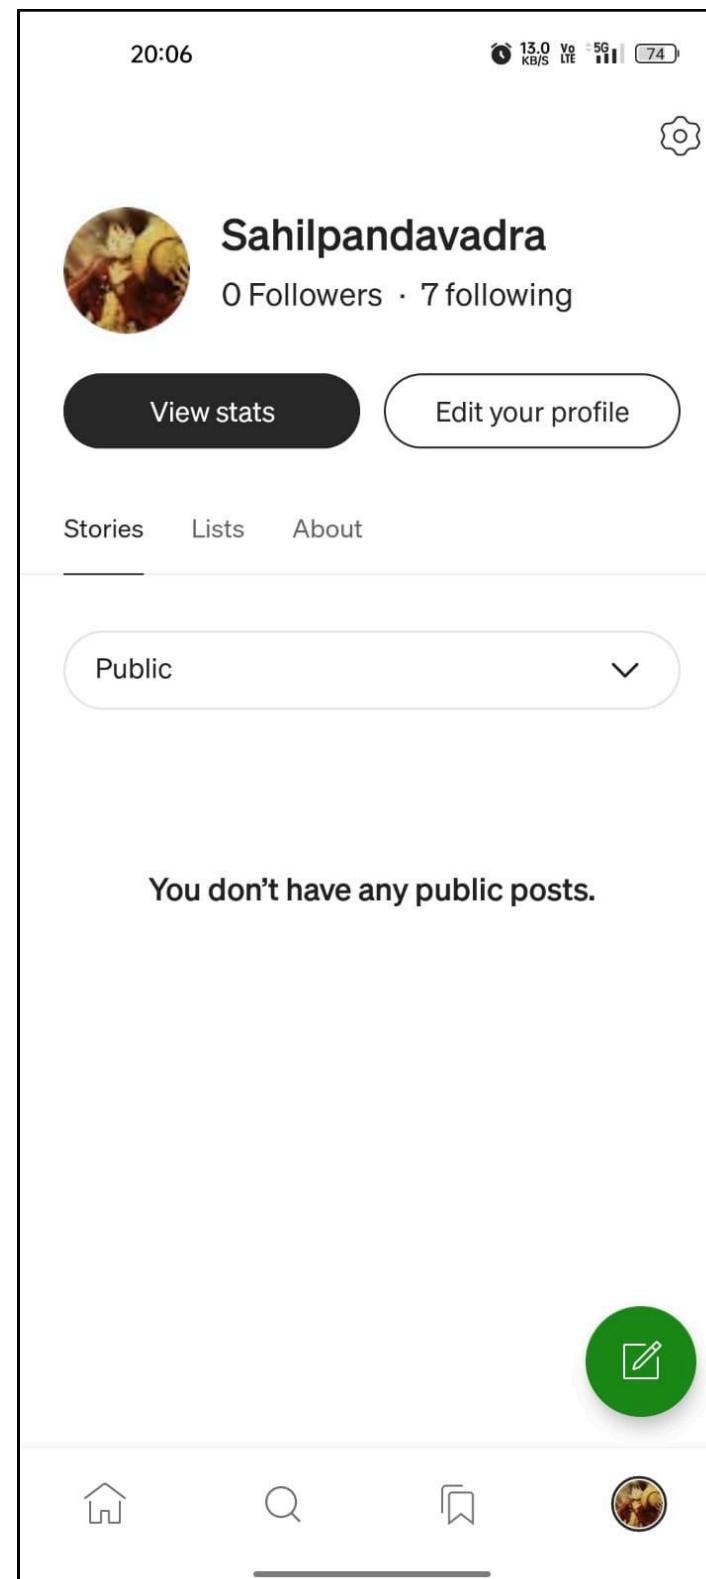 20:06 13.0 KB/S Vo LTE 5G 74
Sahilpandavadra
0 Followers · 7 following
View stats Edit your profile
Stories Lists About
Public
You don’t have any public posts.